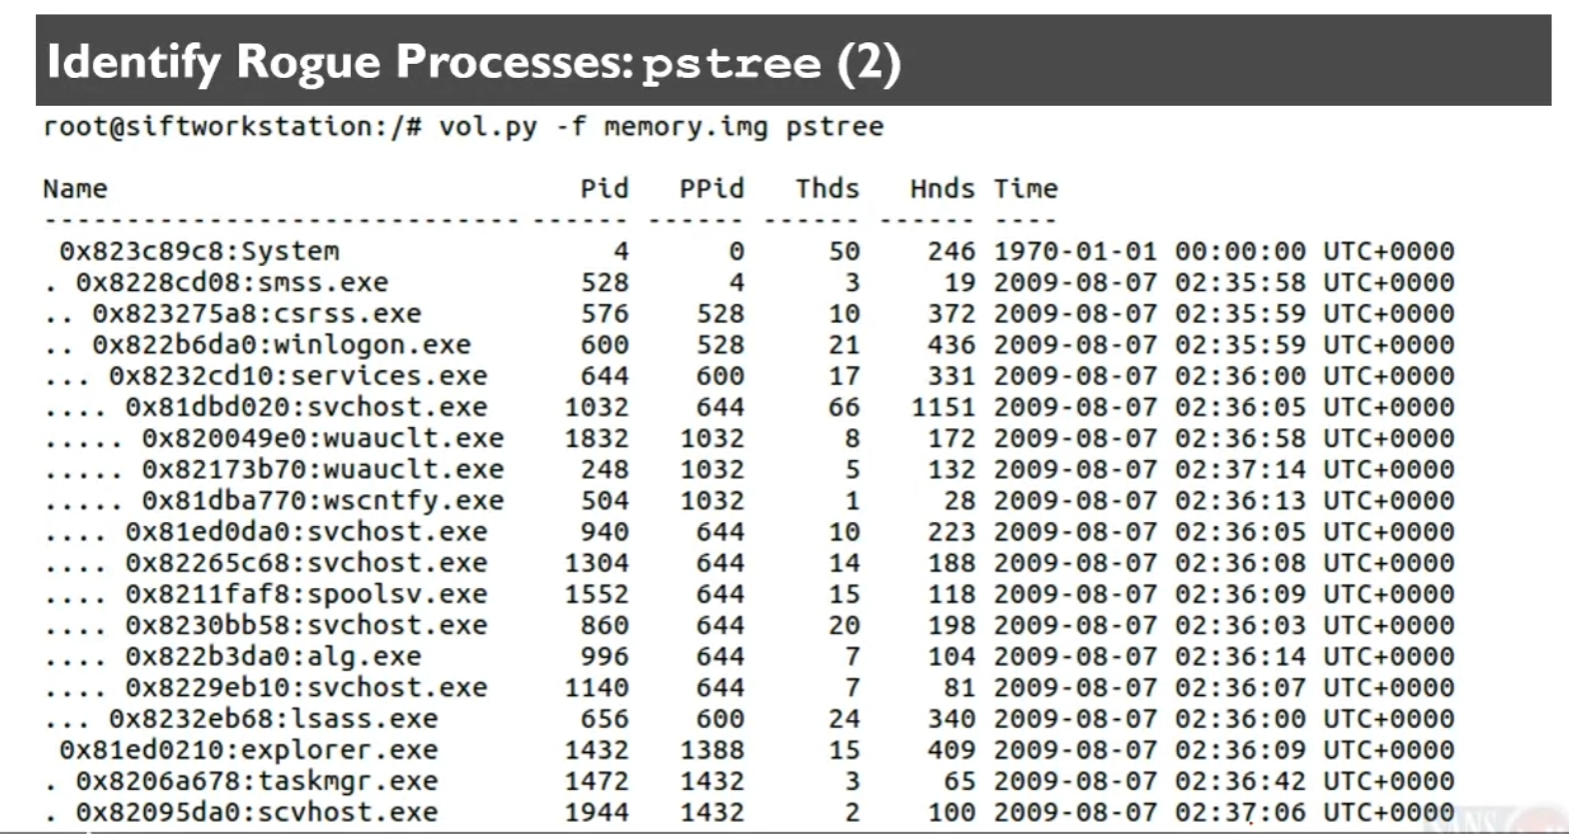 Identify Rogue Processes: pstree (2)
root@siftworkstation:/# vol.py -f memory.img pstree
Name Pid PPid Thds Hnds Time
----------------------------- ------ ------ ------ ------ ----
0x823c89c8:System 4 0 50 246 1970-01-01 00:00:00 UTC+0000
. 0x8228cd08:smss.exe 528 4 3 19 2009-08-07 02:35:58 UTC+0000
.. 0x823275a8:csrss.exe 576 528 10 372 2009-08-07 02:35:59 UTC+0000
.. 0x822b6da0:winlogon.exe 600 528 21 436 2009-08-07 02:35:59 UTC+0000
... 0x8232cd10:services.exe 644 600 17 331 2009-08-07 02:36:00 UTC+0000
.... 0x81dbd020:svchost.exe 1032 644 66 1151 2009-08-07 02:36:05 UTC+0000
..... 0x820049e0:wuauclt.exe 1832 1032 8 172 2009-08-07 02:36:58 UTC+0000
..... 0x82173b70:wuauclt.exe 248 1032 5 132 2009-08-07 02:37:14 UTC+0000
..... 0x81dba770:wscntfy.exe 504 1032 1 28 2009-08-07 02:36:13 UTC+0000
.... 0x81ed0da0:svchost.exe 940 644 10 223 2009-08-07 02:36:05 UTC+0000
.... 0x82265c68:svchost.exe 1304 644 14 188 2009-08-07 02:36:08 UTC+0000
.... 0x8211faf8:spoolsv.exe 1552 644 15 118 2009-08-07 02:36:09 UTC+0000
.... 0x8230bb58:svchost.exe 860 644 20 198 2009-08-07 02:36:03 UTC+0000
.... 0x822b3da0:alg.exe 996 644 7 104 2009-08-07 02:36:14 UTC+0000
.... 0x8229eb10:svchost.exe 1140 644 7 81 2009-08-07 02:36:07 UTC+0000
... 0x8232eb68:lsass.exe 656 600 24 340 2009-08-07 02:36:00 UTC+0000
0x81ed0210:explorer.exe 1432 1388 15 409 2009-08-07 02:36:09 UTC+0000
. 0x8206a678:taskmgr.exe 1472 1432 3 65 2009-08-07 02:36:42 UTC+0000
. 0x82095da0:scvhost.exe 1944 1432 2 100 2009-08-07 02:37:06 UTC+0000
SANS